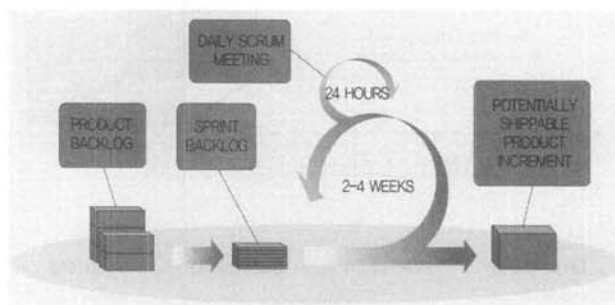 DAILY SCRUM
MEETING
24 HOURS
PRODUCT
BACKLOG
SPRINT
BACKLOG
POTENTIALLY
SHIPPABLE
PRODUCT
INCREMENT
2-4 WEEKS